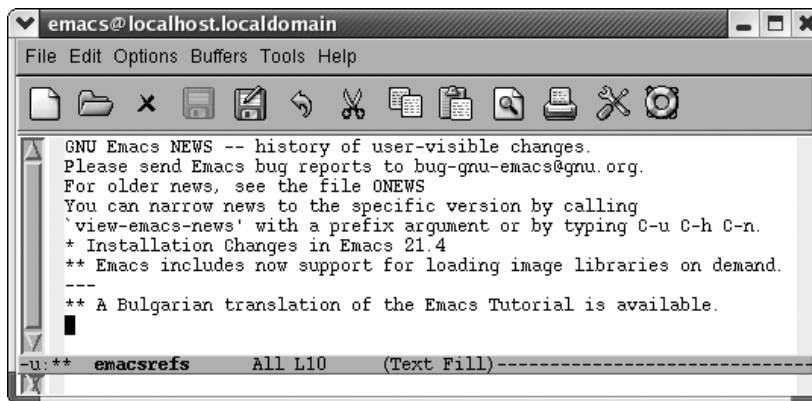 emacs@localhost.localdomain
File Edit Options Buffers Tools Help
GNU Emacs NEWS -- history of user-visible changes.
Please send Emacs bug reports to bug-gnu-emacs@gnu.org.
For older news, see the file ONEWS
You can narrow news to the specific version by calling
`view-emacs-news' with a prefix argument or by typing C-u C-h C-n.
* Installation Changes in Emacs 21.4
** Emacs includes now support for loading image libraries on demand.
---
** A Bulgarian translation of the Emacs Tutorial is available.
-u:** emacsrefs All L10 (Text Fill)------------------------------